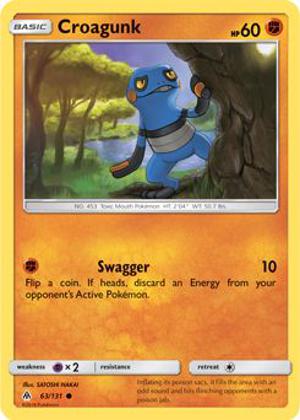 BASIC Croagunk HP60
NO. 453 Toxic Mouth Pokémon HT: 2'04" WT: 50.7 lbs.
Swagger 10
Flip a coin. If heads, discard an Energy from your
opponent's Active Pokémon.
weakness ×2 resistance retreat
Illus. SATOSHI NAKAI
63/131
©2018 Pokémon
Inflating its poison sacs, it fills the area with an
odd sound and hits flinching opponents with a
poison jab.